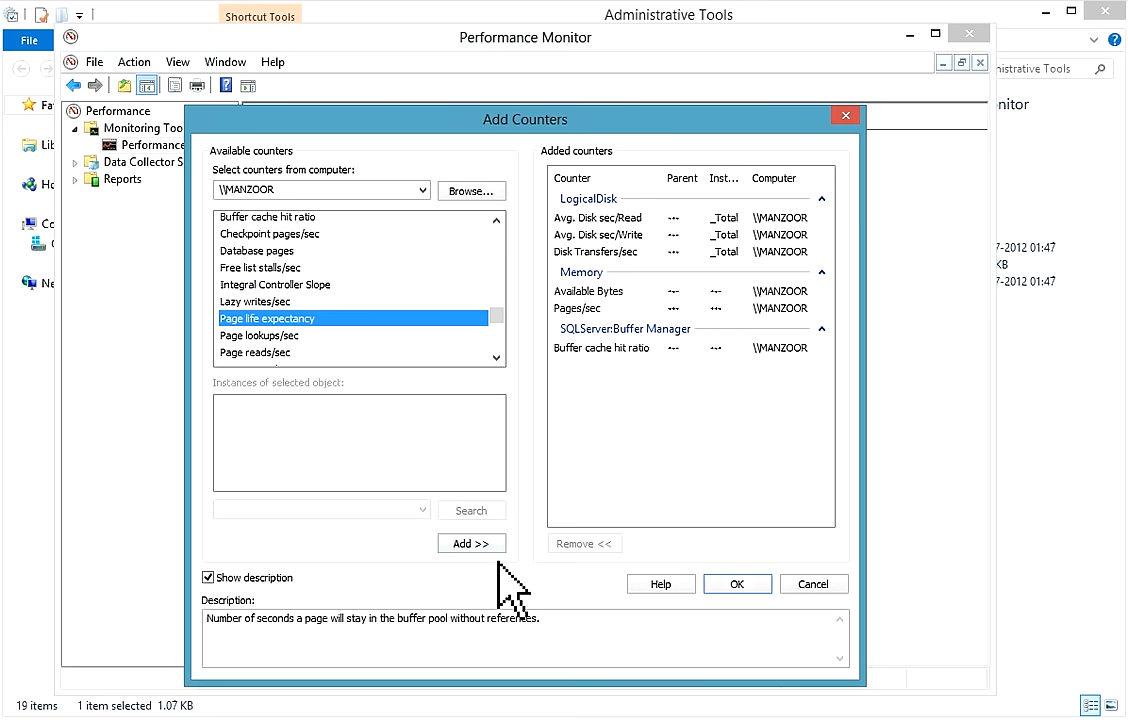 Shortcut Tools
Administrative Tools
File
Performance Monitor
File Action View Window Help
nistrative Tools
Fa
Performance
Monitoring Too
Performance
Data Collector S
Reports
Lib
Ho
Co
Ne
nitor
7-2012 01:47
KB
7-2012 01:47
Add Counters
Available counters
Select counters from computer:
\\MANZOOR
Browse...
Buffer cache hit ratio
Checkpoint pages/sec
Database pages
Free list stalls/sec
Integral Controller Slope
Lazy writes/sec
Page life expectancy
Page lookups/sec
Page reads/sec
Instances of selected object:
Search
Add >>
Added counters
Counter Parent Inst... Computer
LogicalDisk
Avg. Disk sec/Read --- _Total \\MANZOOR
Avg. Disk sec/Write --- _Total \\MANZOOR
Disk Transfers/sec --- _Total \\MANZOOR
Memory
Available Bytes --- --- \\MANZOOR
Pages/sec --- --- \\MANZOOR
SQLServer:Buffer Manager
Buffer cache hit ratio --- --- \\MANZOOR
Remove <<
Show description
Help OK Cancel
Description:
Number of seconds a page will stay in the buffer pool without references.
19 items 1 item selected 1.07 KB